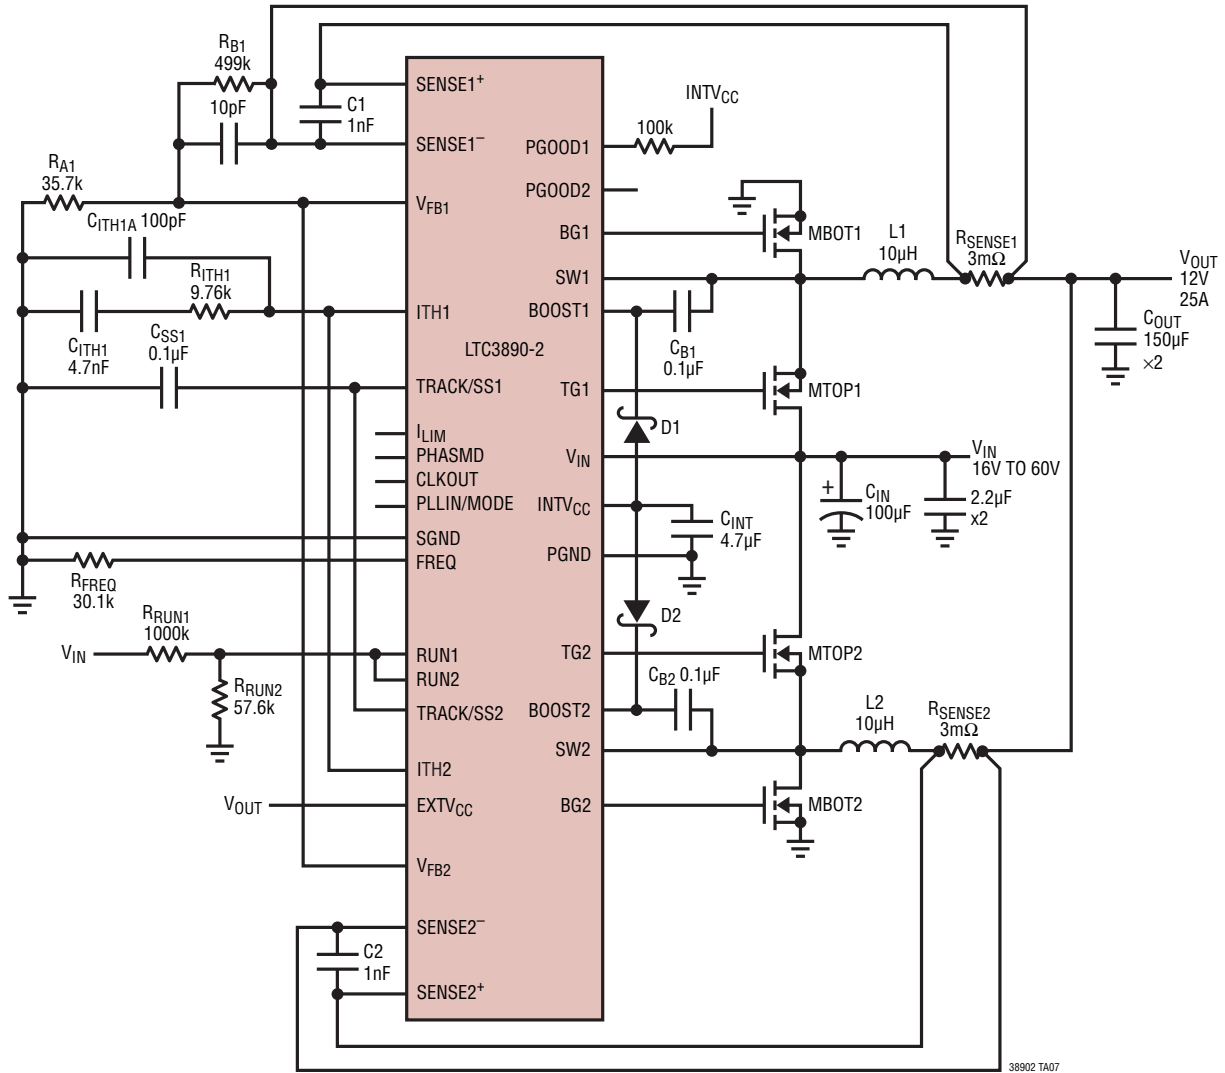 RB1
499k
10pF
C1
1nF
RA1
35.7k
CITH1A 100pF
RITH1
9.76k
CITH1
4.7nF
CSS1
0.1µF
RFREQ
30.1k
RRUN1
1000k
VIN
RRUN2
57.6k
VOUT
C2
1nF
SENSE1+
SENSE1–
VFB1
ITH1
LTC3890-2
TRACK/SS1
ILIM
PHASMD
CLKOUT
PLLIN/MODE
SGND
FREQ
RUN1
RUN2
TRACK/SS2
ITH2
EXTVCC
VFB2
SENSE2–
SENSE2+
PGOOD1
PGOOD2
BG1
SW1
BOOST1
TG1
VIN
INTVCC
PGND
TG2
BOOST2
SW2
BG2
INTVCC
100k
MBOT1
L1
10µH
RSENSE1
3mΩ
VOUT
12V
25A
COUT
150µF
×2
CB1
0.1µF
MTOP1
D1
VIN
16V TO 60V
CIN
100µF
+
2.2µF
x2
CINT
4.7µF
D2
MTOP2
CB2 0.1µF
L2
10µH
RSENSE2
3mΩ
MBOT2
38902 TA07